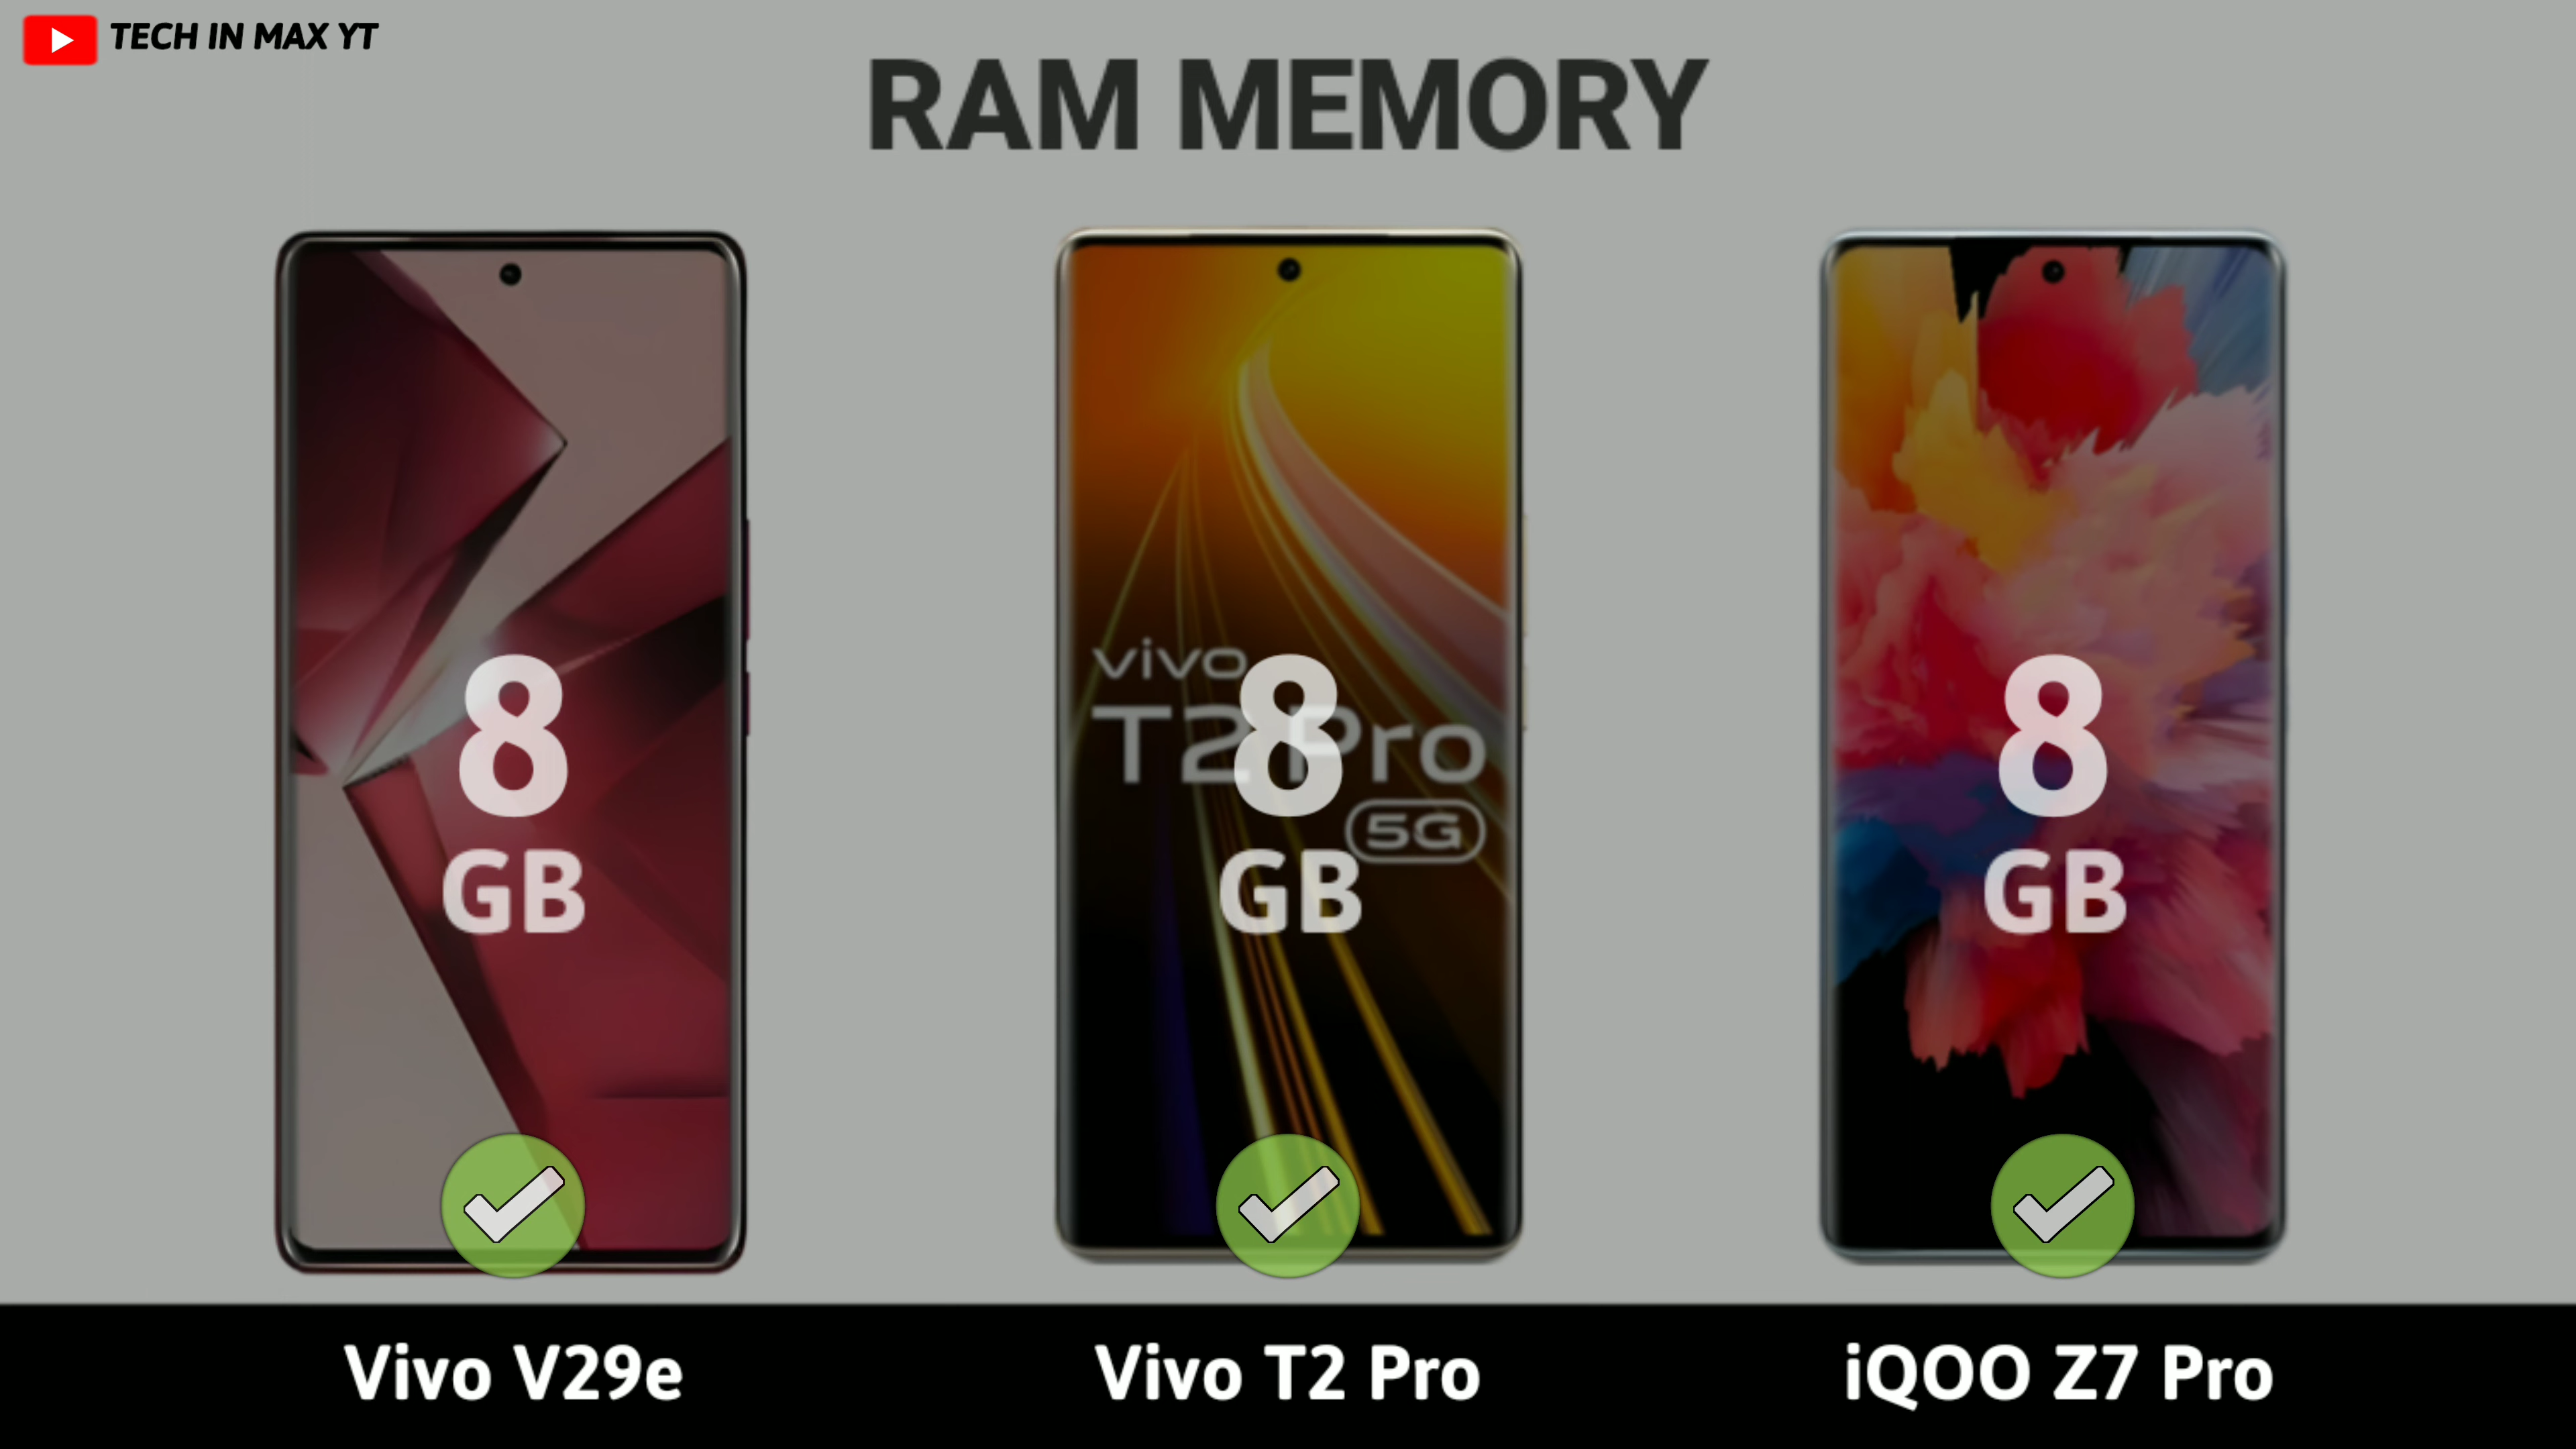 TECH IN MAX YT
RAM MEMORY
8
GB
vivo
T2 Pro
5G
8
GB
8
GB
Vivo V29e
Vivo T2 Pro
iQOO Z7 Pro